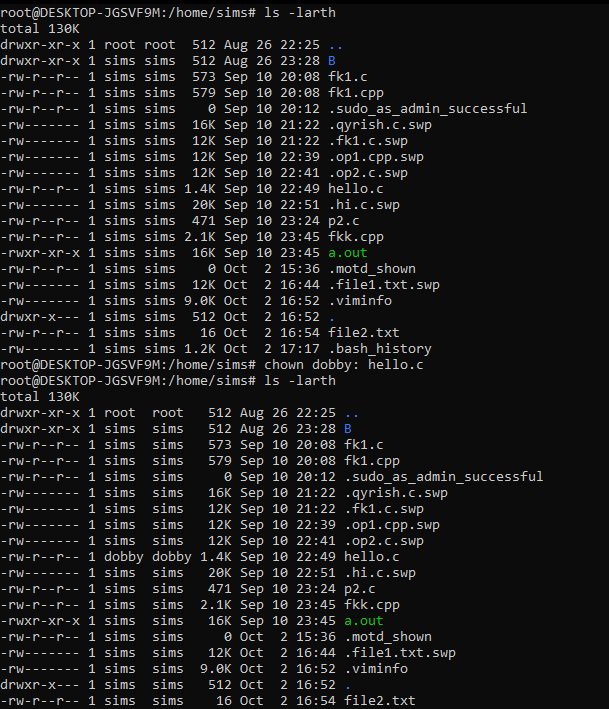 root@DESKTOP-JGSVF9M:/home/sims# ls -larth
total 130K
drwxr-xr-x 1 root root  512 Aug 26 22:25 ..
drwxr-xr-x 1 sims sims  512 Aug 26 23:28 B
-rw-r--r-- 1 sims sims  573 Sep 10 20:08 fk1.c
-rw-r--r-- 1 sims sims  579 Sep 10 20:08 fk1.cpp
-rw-r--r-- 1 sims sims    0 Sep 10 20:12 .sudo_as_admin_successful
-rw------- 1 sims sims  16K Sep 10 21:22 .qyrish.c.swp
-rw------- 1 sims sims  12K Sep 10 21:22 .fk1.c.swp
-rw------- 1 sims sims  12K Sep 10 22:39 .op1.cpp.swp
-rw------- 1 sims sims  12K Sep 10 22:41 .op2.c.swp
-rw-r--r-- 1 sims sims 1.4K Sep 10 22:49 hello.c
-rw------- 1 sims sims  20K Sep 10 22:51 .hi.c.swp
-rw-r--r-- 1 sims sims  471 Sep 10 23:24 p2.c
-rw-r--r-- 1 sims sims 2.1K Sep 10 23:45 fkk.cpp
-rwxr-xr-x 1 sims sims  16K Sep 10 23:45 a.out
-rw-r--r-- 1 sims sims    0 Oct  2 15:36 .motd_shown
-rw-r--r-- 1 sims sims  12K Oct  2 16:44 .file1.txt.swp
-rw------- 1 sims sims 9.0K Oct  2 16:52 .viminfo
drwxr-x--- 1 sims sims  512 Oct  2 16:52 .
-rw-r--r-- 1 sims sims   16 Oct  2 16:54 file2.txt
-rw------- 1 sims sims 1.2K Oct  2 17:17 .bash_history
root@DESKTOP-JGSVF9M:/home/sims# chown dobby: hello.c
root@DESKTOP-JGSVF9M:/home/sims# ls -larth
total 130K
drwxr-xr-x 1 root  root   512 Aug 26 22:25 ..
drwxr-xr-x 1 sims  sims   512 Aug 26 23:28 B
-rw-r--r-- 1 sims  sims   573 Sep 10 20:08 fk1.c
-rw-r--r-- 1 sims  sims   579 Sep 10 20:08 fk1.cpp
-rw-r--r-- 1 sims  sims     0 Sep 10 20:12 .sudo_as_admin_successful
-rw------- 1 sims  sims   16K Sep 10 21:22 .qyrish.c.swp
-rw------- 1 sims  sims   12K Sep 10 21:22 .fk1.c.swp
-rw------- 1 sims  sims   12K Sep 10 22:39 .op1.cpp.swp
-rw------- 1 sims  sims   12K Sep 10 22:41 .op2.c.swp
-rw-r--r-- 1 dobby dobby 1.4K Sep 10 22:49 hello.c
-rw------- 1 sims  sims   20K Sep 10 22:51 .hi.c.swp
-rw-r--r-- 1 sims  sims   471 Sep 10 23:24 p2.c
-rw-r--r-- 1 sims  sims  2.1K Sep 10 23:45 fkk.cpp
-rwxr-xr-x 1 sims  sims   16K Sep 10 23:45 a.out
-rw-r--r-- 1 sims  sims     0 Oct  2 15:36 .motd_shown
-rw-r--r-- 1 sims  sims   12K Oct  2 16:44 .file1.txt.swp
-rw------- 1 sims  sims  9.0K Oct  2 16:52 .viminfo
drwxr-x--- 1 sims  sims   512 Oct  2 16:52 .
-rw-r--r-- 1 sims  sims    16 Oct  2 16:54 file2.txt